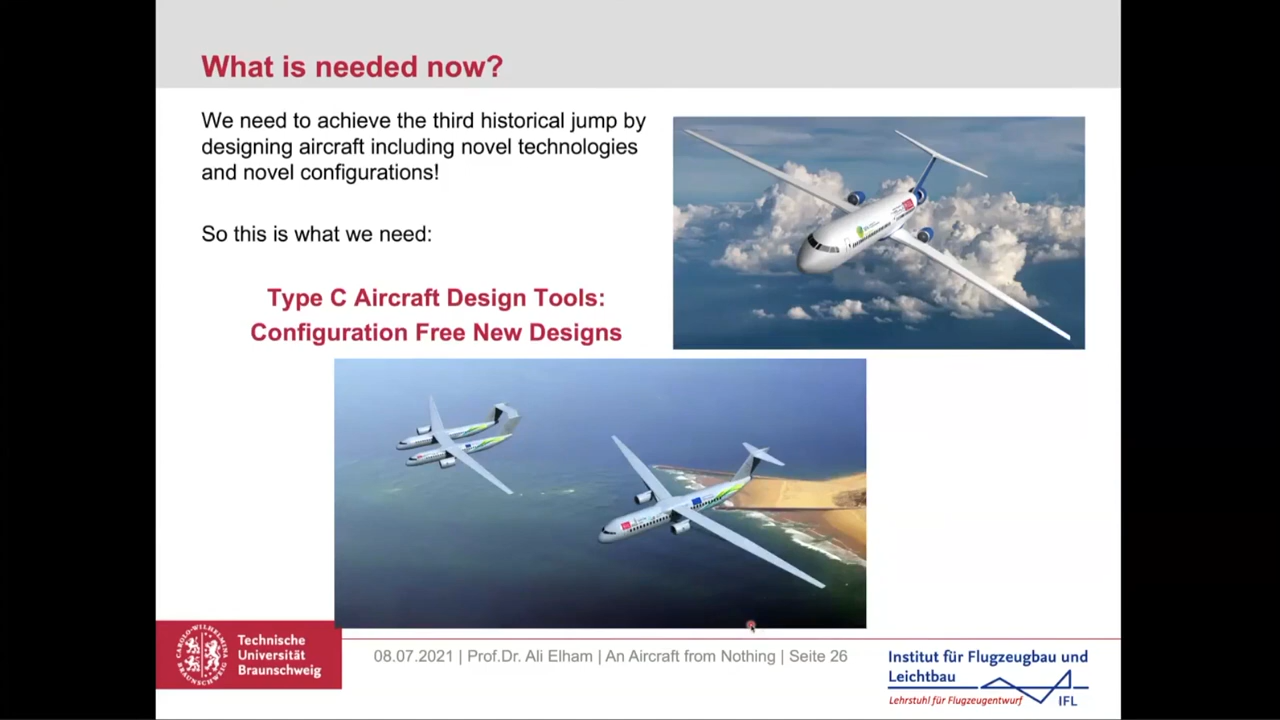 What is needed now?
We need to achieve the third historical jump by
designing aircraft including novel technologies
and novel configurations!
So this is what we need:
Type C Aircraft Design Tools:
Configuration Free New Designs
Technische
Universität
Braunschweig
08.07.2021 | Prof.Dr. Ali Elham | An Aircraft from Nothing | Seite 26
Institut für Flugzeugbau und
Leichtbau
Lehrstuhl für Flugzeugentwurf
IFL